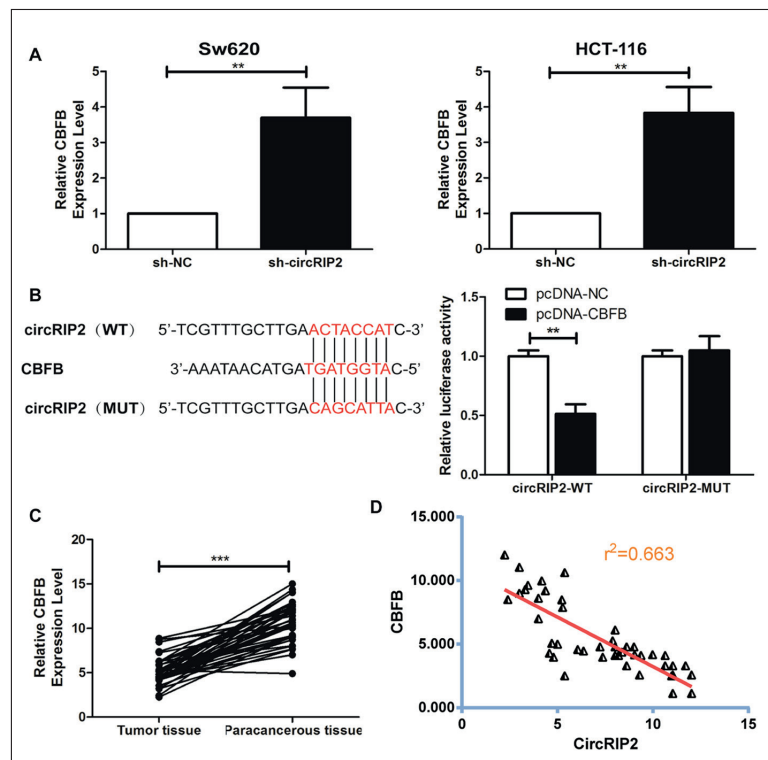 A
Sw620
**
Relative CBFB
Expression Level
5
4
3
2
1
0
sh-NC
sh-circRIP2
HCT-116
**
Relative CBFB
Expression Level
5
4
3
2
1
0
sh-NC
sh-circRIP2
B
circRIP2 （WT） 5'-TCGTTTGCTTGAACTACCATC-3'
CBFB 3'-AAATAACATGATGATGGTAC-5'
circRIP2 （MUT） 5'-TCGTTTGCTTGACAGCATTAC-3'
pcDNA-NC
pcDNA-CBFB
**
Relative luciferase activity
1.5
1.0
0.5
0.0
circRIP2-WT
circRIP2-MUT
C
***
Relative CBFB
Expression Level
20
15
10
5
0
Tumor tissue
Paracancerous tissue
D
15.000
10.000
5.000
0.000
CBFB
r²=0.663
0
5
10
15
CircRIP2